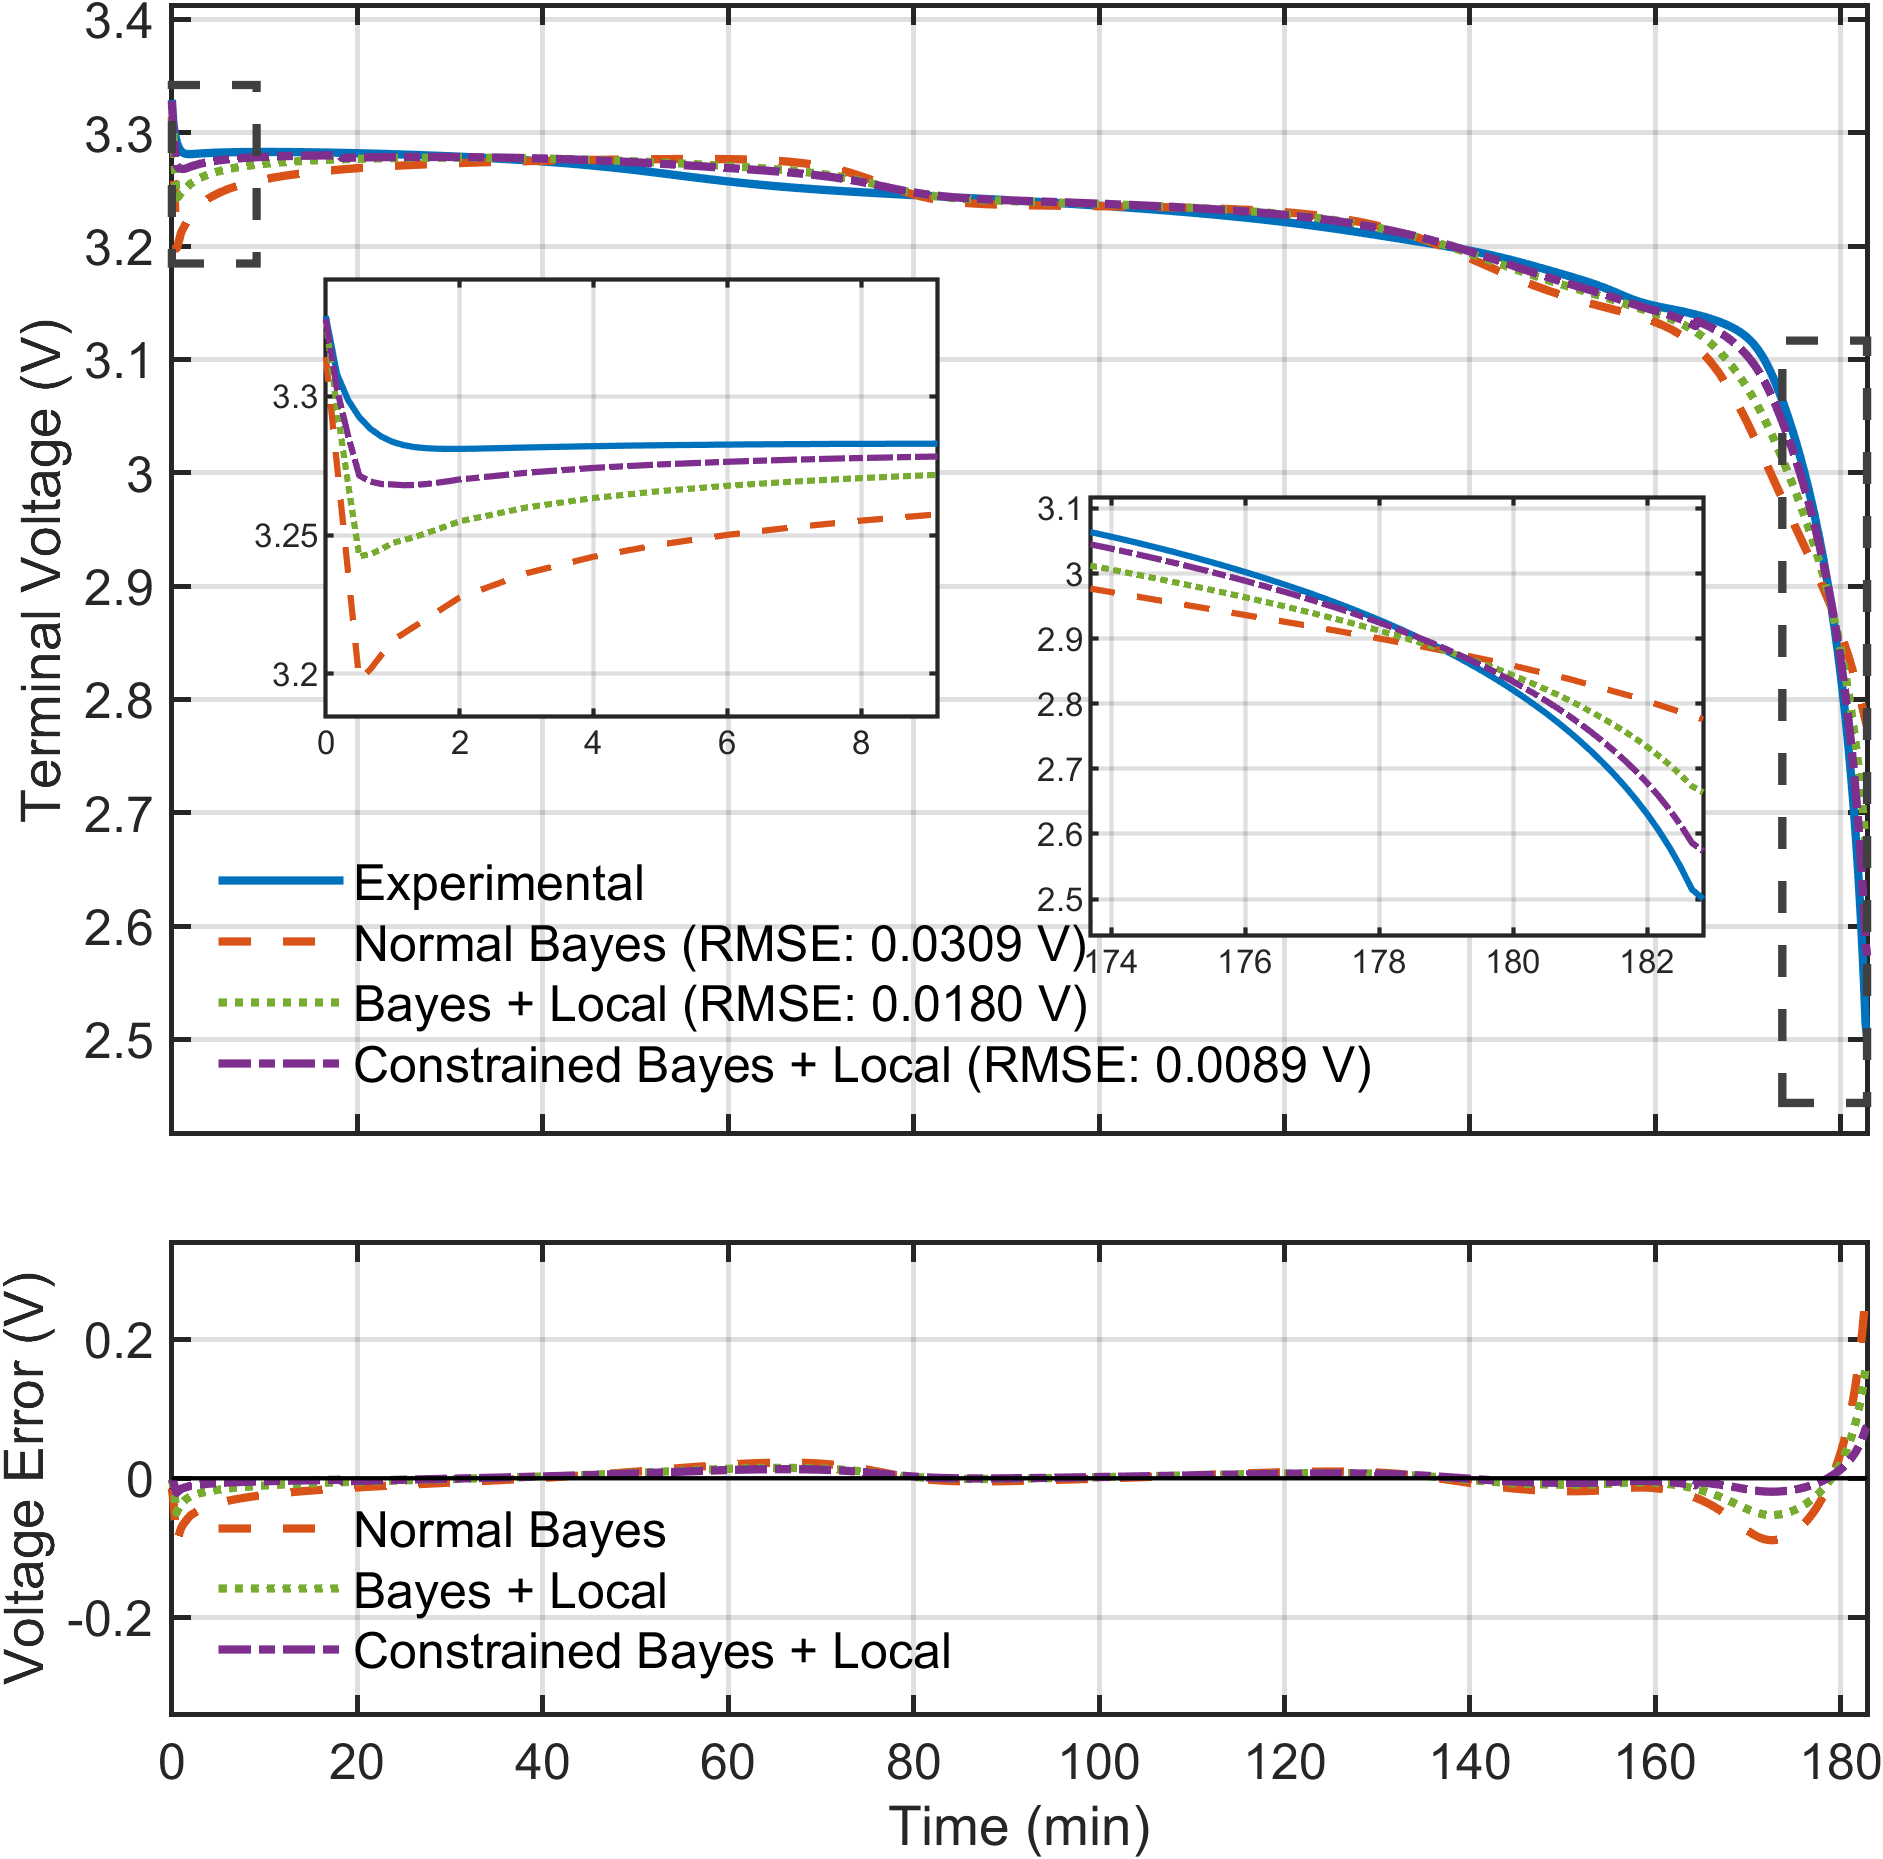 3.4
3.3
3.2
3.1
3
2.9
2.8
2.7
2.6
2.5
Terminal Voltage (V)
3.3
3.25
3.2
0 2 4 6 8
3.1
3
2.9
2.8
2.7
2.6
2.5
174 176 178 180 182
Experimental
Normal Bayes (RMSE: 0.0309 V)
Bayes + Local (RMSE: 0.0180 V)
Constrained Bayes + Local (RMSE: 0.0089 V)
0.2
0
-0.2
Voltage Error (V)
Normal Bayes
Bayes + Local
Constrained Bayes + Local
0 20 40 60 80 100 120 140 160 180
Time (min)